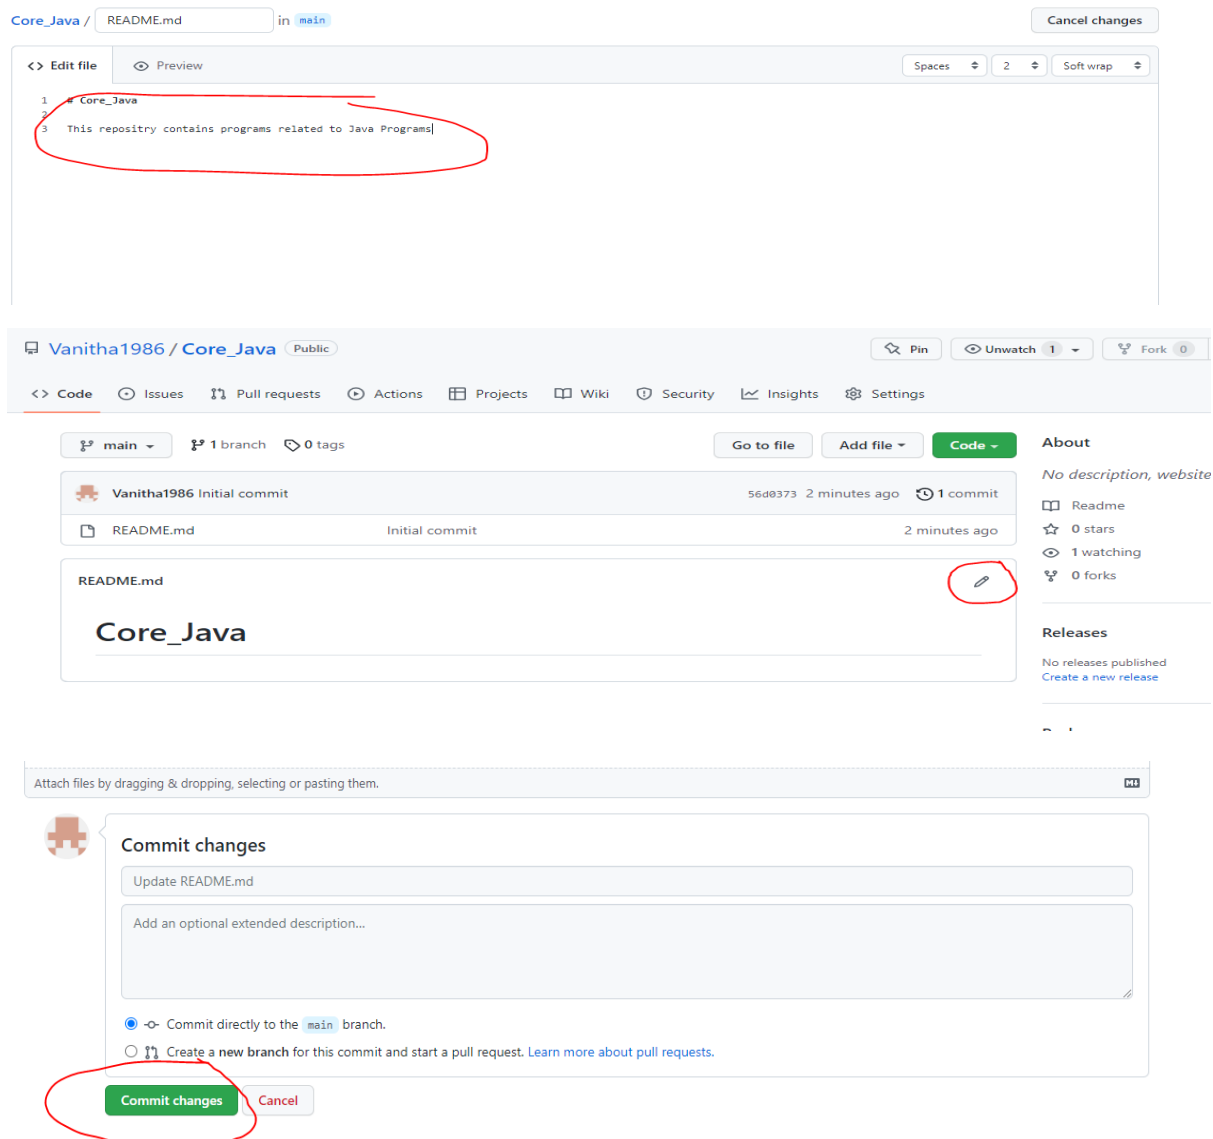 Core_Java / README.md in main Cancel changes
<> Edit file Preview Spaces 2 Soft wrap
1 # Core_Java
2
3 This repositry contains programs related to Java Programs
Vanitha1986 / Core_Java Public Pin Unwatch 1 Fork 0
<> Code Issues Pull requests Actions Projects Wiki Security Insights Settings
main 1 branch 0 tags Go to file Add file Code About
Vanitha1986 Initial commit 56d0373 2 minutes ago 1 commit No description, website
README.md Initial commit 2 minutes ago Readme
0 stars
1 watching
README.md 0 forks
Core_Java Releases
No releases published
Create a new release
Attach files by dragging & dropping, selecting or pasting them.
Commit changes
Update README.md
Add an optional extended description...
Commit directly to the main branch.
Create a new branch for this commit and start a pull request. Learn more about pull requests.
Commit changes Cancel